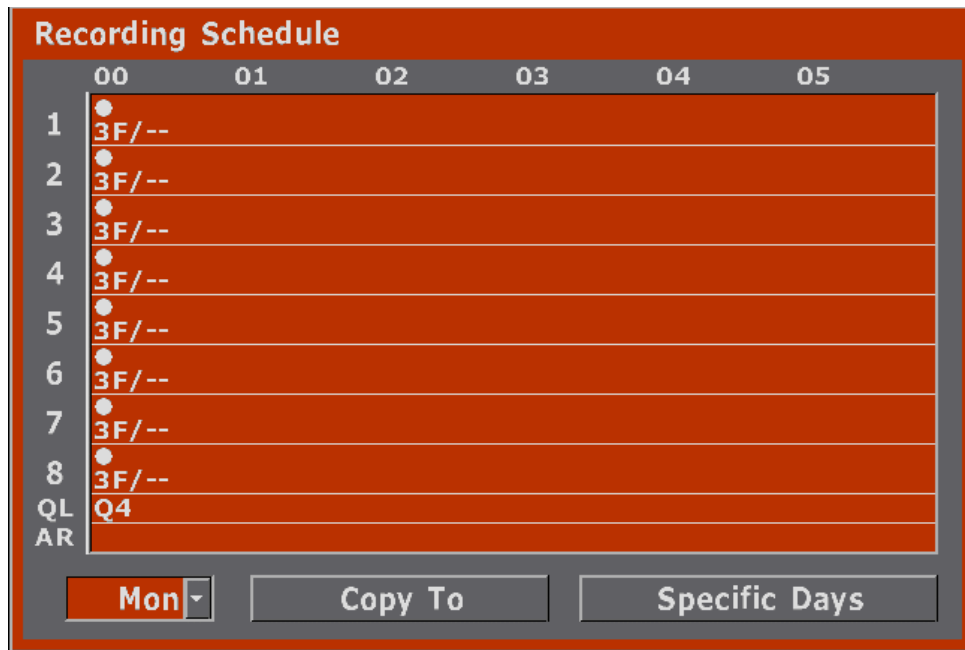 Recording Schedule
00 01 02 03 04 05
1 3F/--
2 3F/--
3 3F/--
4 3F/--
5 3F/--
6 3F/--
7 3F/--
8 3F/--
QL Q4
AR
Mon Copy To Specific Days